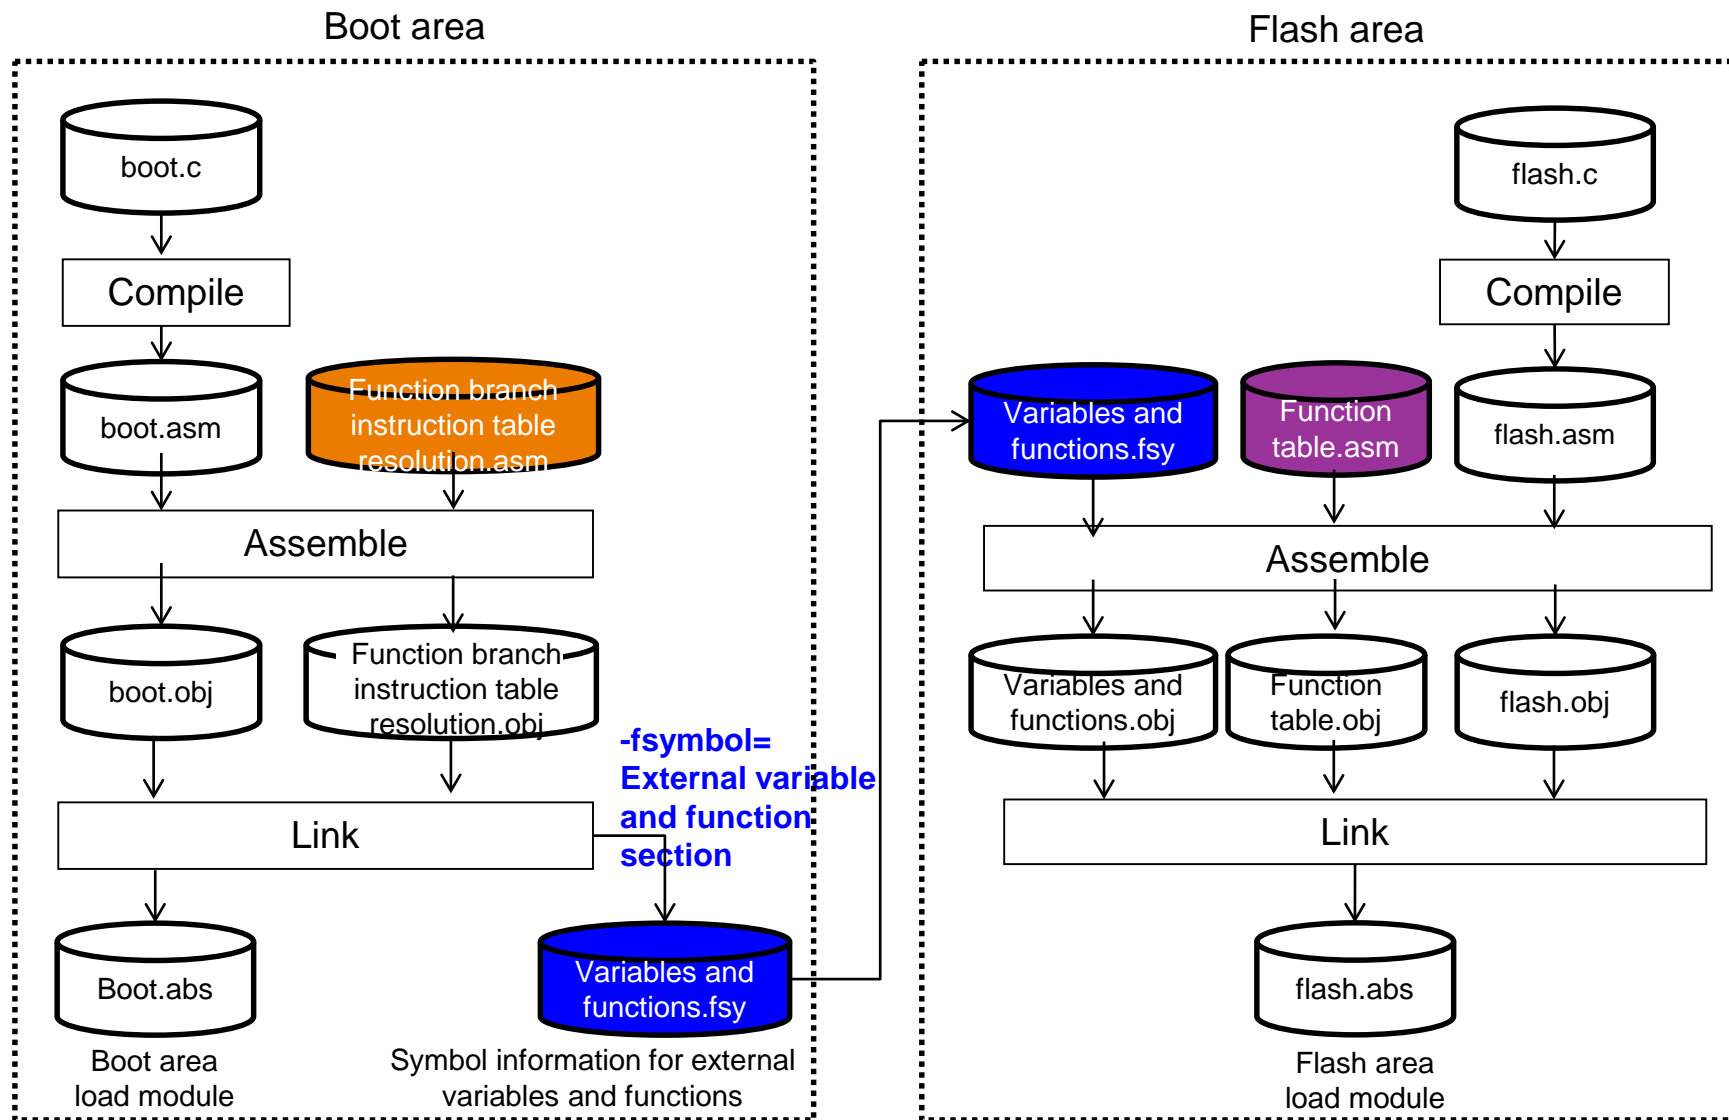 Boot area
boot.c
Compile
boot.asm
Function branch
instruction table
resolution.asm
Assemble
boot.obj
Function branch
instruction table
resolution.obj
-fsymbol=
External variable
and function
section
Link
Boot.abs
Variables and
functions.fsy
Boot area
load module
Symbol information for external
variables and functions
Flash area
flash.c
Compile
Variables and
functions.fsy
Function
table.asm
flash.asm
Assemble
Variables and
functions.obj
Function
table.obj
flash.obj
Link
flash.abs
Flash area
load module